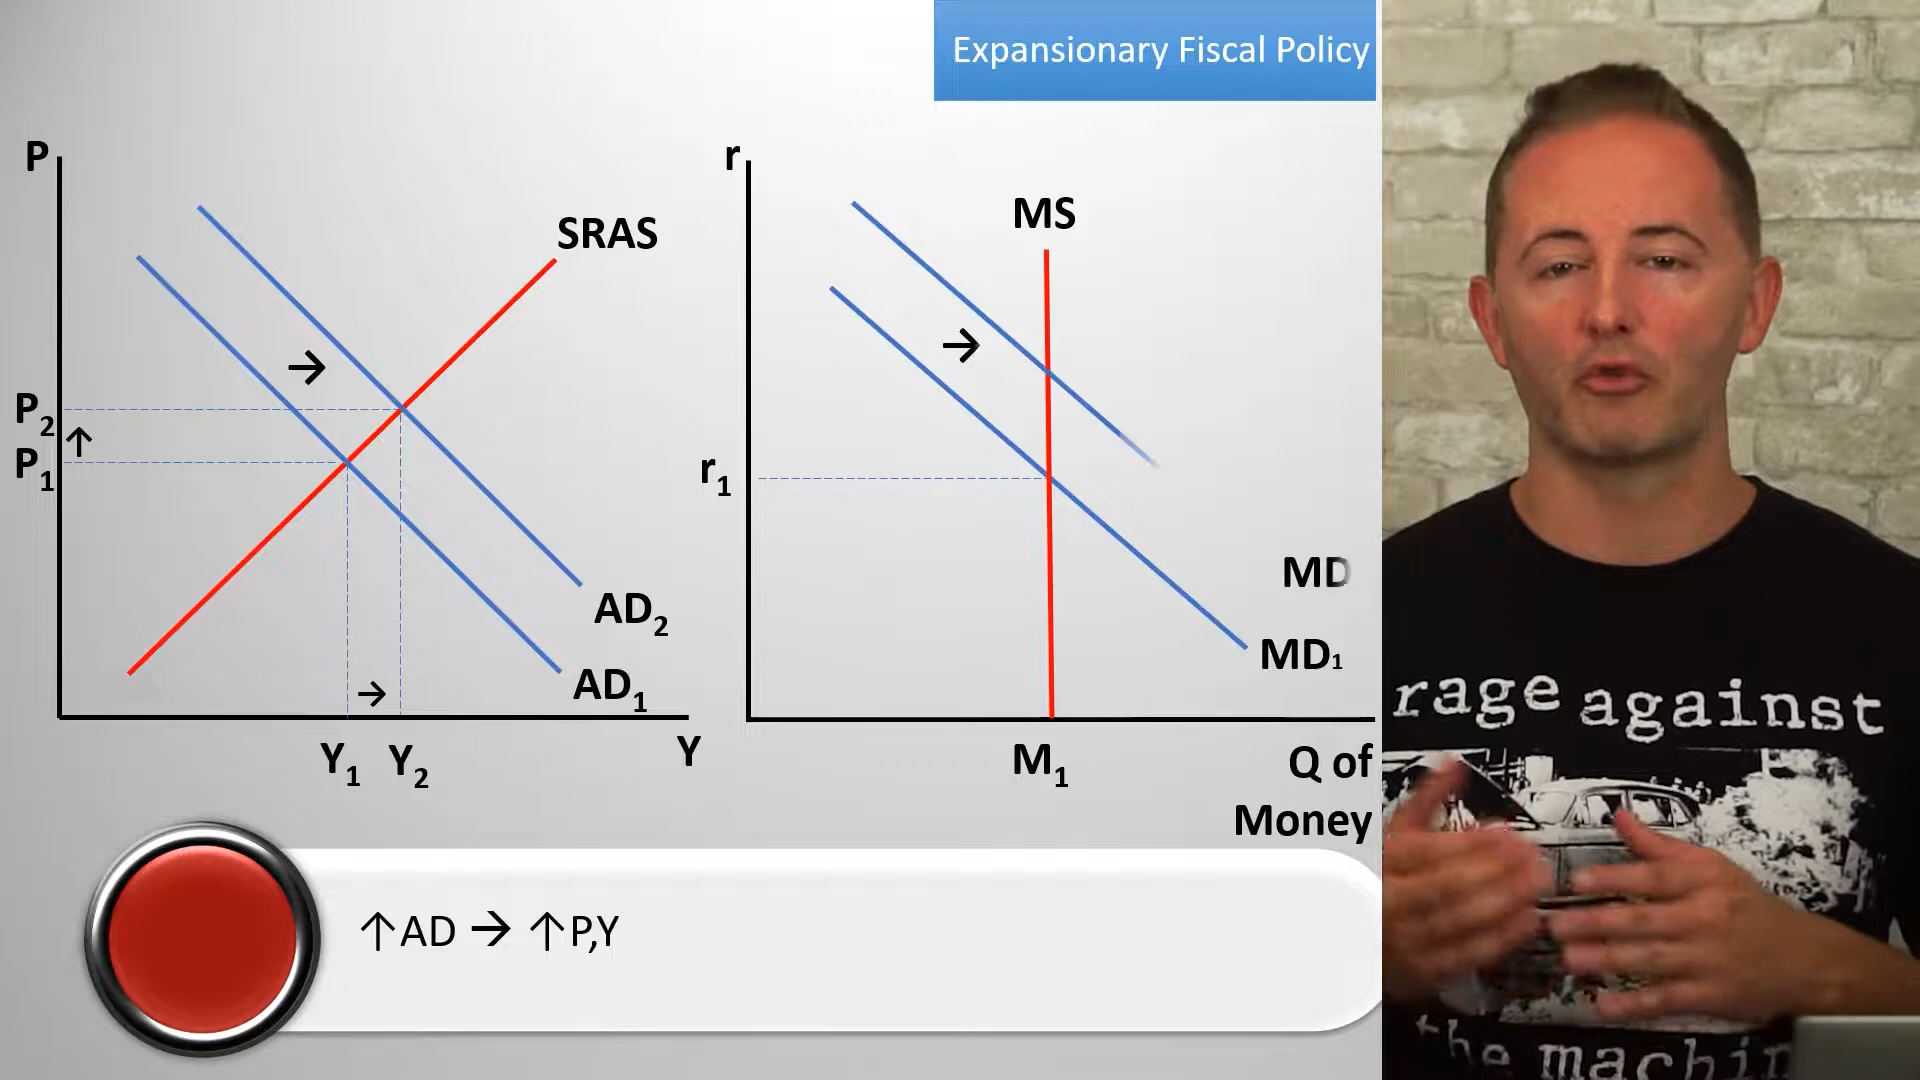 Expansionary Fiscal Policy
P
SRAS
P2
P1
AD2
AD1
Y1 Y2
Y
r
MS
r1
MD
MD1
M1
Q of
Money
↑AD → ↑P,Y
rage against
the machin